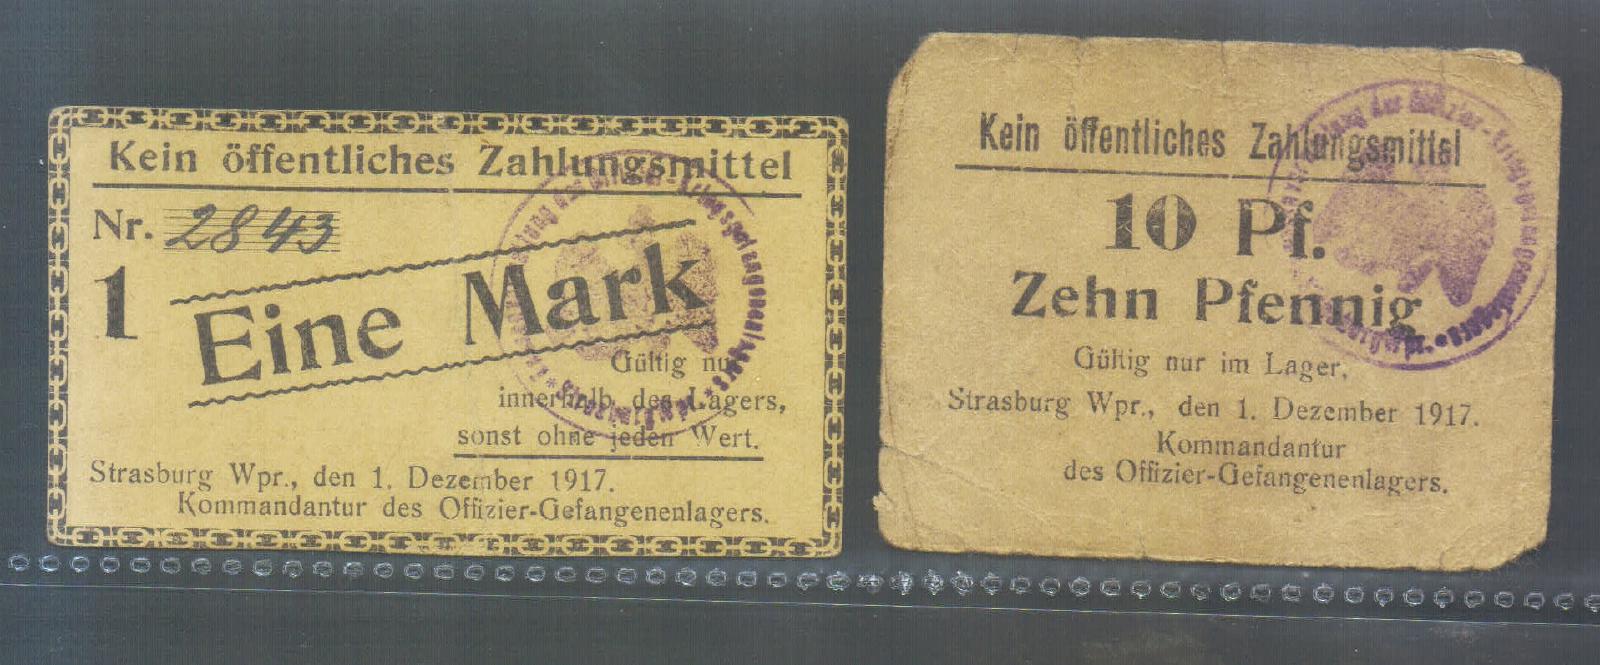 Kein öffentliches Zahlungsmittel
Nr. 2843
1 Eine Mark
Gültig nur
innerhalb des Lagers,
sonst ohne jeden Wert.
Strasburg Wpr., den 1. Dezember 1917.
Kommandantur des Offizier-Gefangenenlagers.
Kein öffentliches Zahlungsmittel
10 Pf.
Zehn Pfennig
Gültig nur im Lager.
Strasburg Wpr., den 1. Dezember 1917.
Kommandantur
des Offizier-Gefangenenlagers.